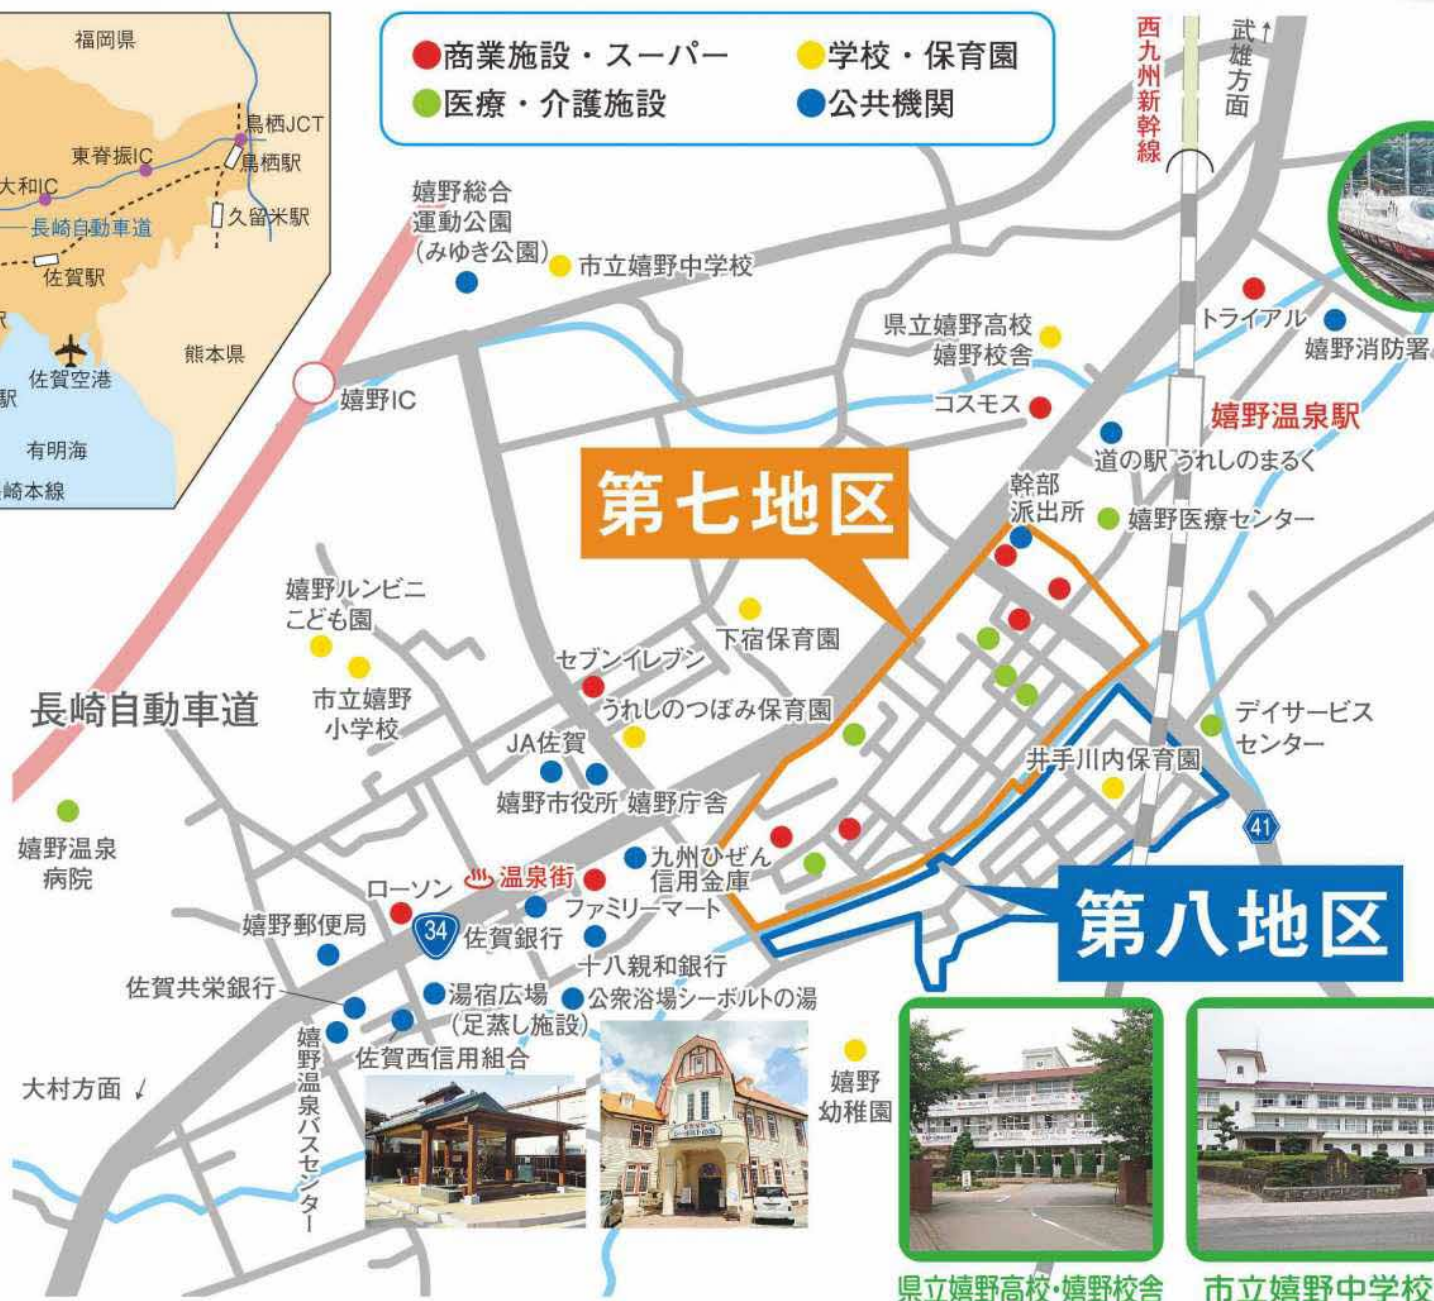 福岡県
鳥栖JCT
東脊振IC
鳥栖駅
大和IC
久留米駅
長崎自動車道
佐賀駅
駅
熊本県
佐賀空港
駅
有明海
長崎本線
商業施設・スーパー
学校・保育園
医療・介護施設
公共機関
西九州新幹線
武雄方面
嬉野総合
運動公園
(みゆき公園)
市立嬉野中学校
嬉野IC
県立嬉野高校
嬉野校舎
トライアル
嬉野消防署
コスモス
嬉野温泉駅
道の駅 うれしのまるく
第七地区
幹部
派出所
嬉野医療センター
嬉野ルンビニ
こども園
下宿保育園
セブンイレブン
市立嬉野
小学校
うれしのつぼみ保育園
長崎自動車道
JA佐賀
嬉野市役所 嬉野庁舎
デイサービス
センター
井手川内保育園
41
嬉野温泉
病院
九州ひぜん
信用金庫
温泉街
ローソン
ファミリーマート
34
佐賀銀行
嬉野郵便局
十八親和銀行
第八地区
佐賀共栄銀行
湯宿広場
(足蒸し施設)
公衆浴場シーボルトの湯
佐賀西信用組合
嬉野温泉バスセンター
大村方面
嬉野
幼稚園
県立嬉野高校・嬉野校舎
市立嬉野中学校